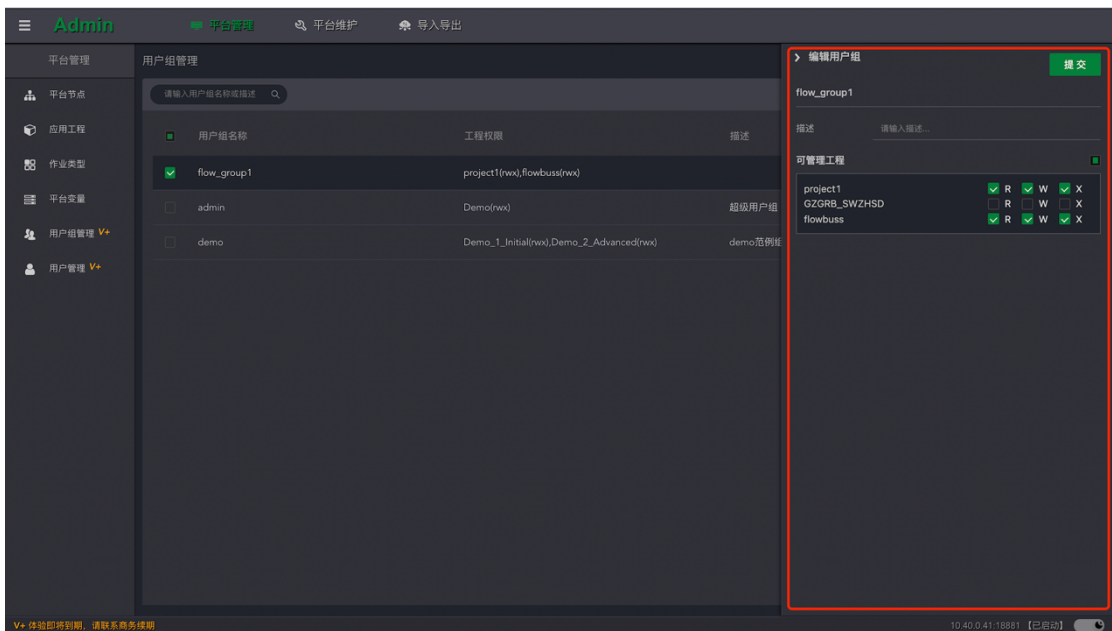 Admin 平台管理 平台维护 导入导出
平台管理
平台节点
应用工程
作业类型
平台变量
用户组管理 V+
用户管理 V+
用户组管理
请输入用户组名称或描述
用户组名称 工程权限 描述
flow_group1 project1(rwx),flowbuss(rwx)
admin Demo(rwx) 超级用户组
demo Demo_1_Initial(rwx),Demo_2_Advanced(rwx) demo范例组
编辑用户组 提交
flow_group1
描述 请输入描述...
可管理工程
project1 R W X
GZGRB_SWZHSD R W X
flowbuss R W X
V+ 体验即将到期，请联系商务续期 10.40.0.41:18881 【已启动】